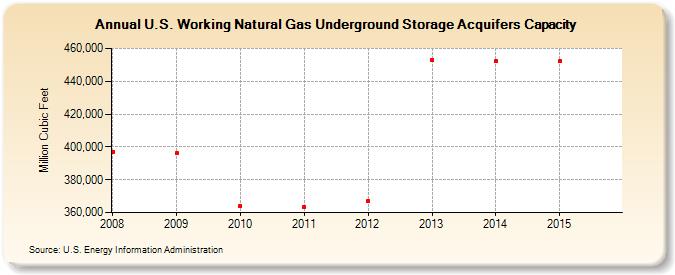 Annual U.S. Working Natural Gas Underground Storage Acquifers Capacity
Million Cubic Feet
460,000
440,000
420,000
400,000
380,000
360,000
2008 2009 2010 2011 2012 2013 2014 2015
Source: U.S. Energy Information Administration